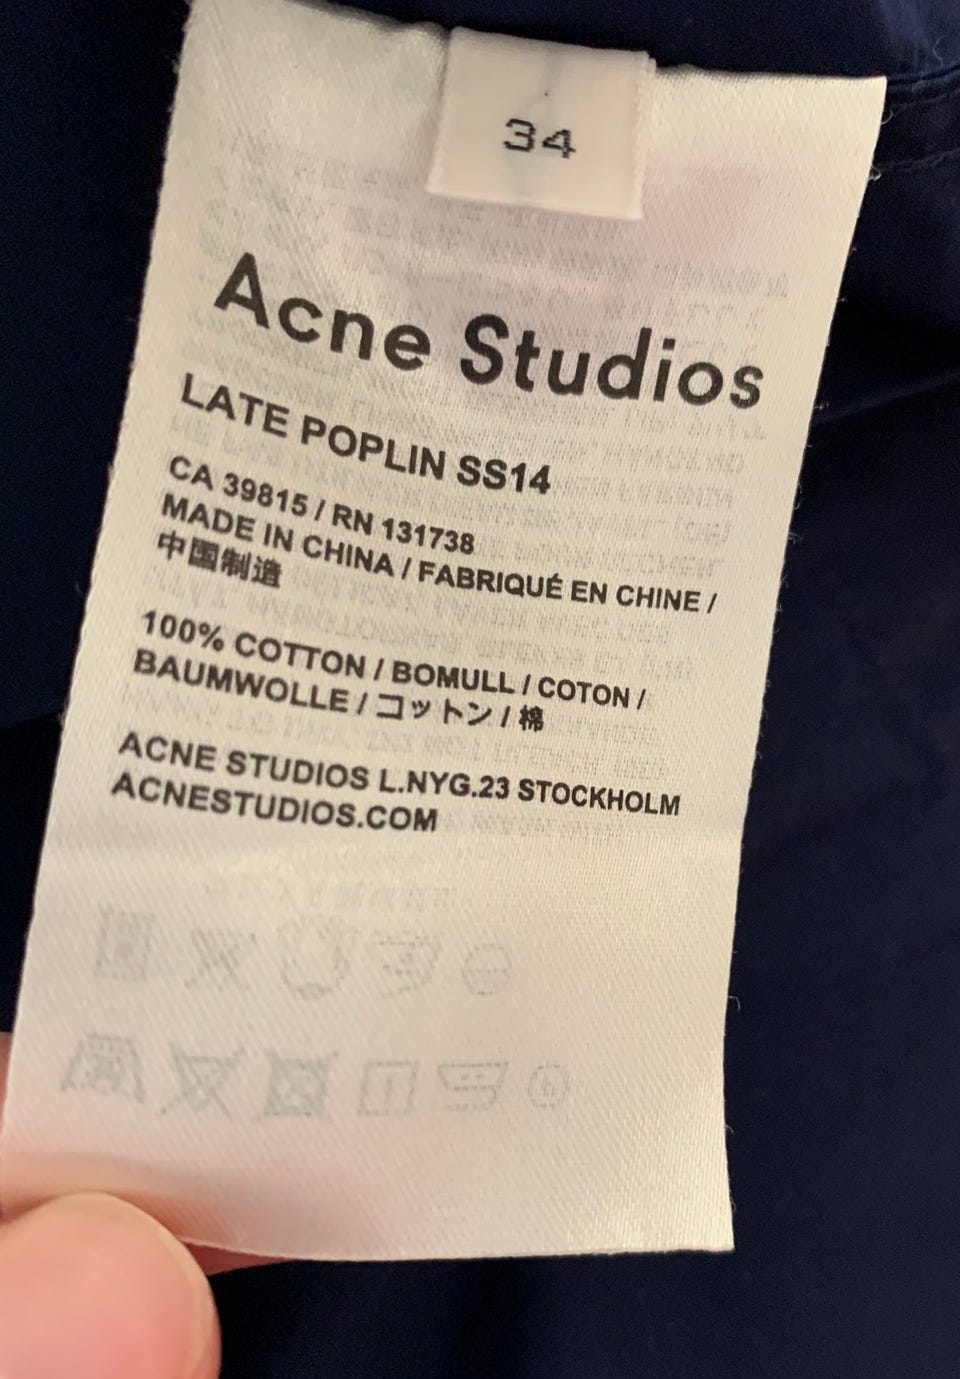 34
Acne Studios
LATE POPLIN SS14
CA 39815 / RN 131738
MADE IN CHINA / FABRIQUÉ EN CHINE /
中国制造
100% COTTON / BOMULL / COTON /
BAUMWOLLE / コットン / 棉
ACNE STUDIOS L.NYG.23 STOCKHOLM
ACNESTUDIOS.COM